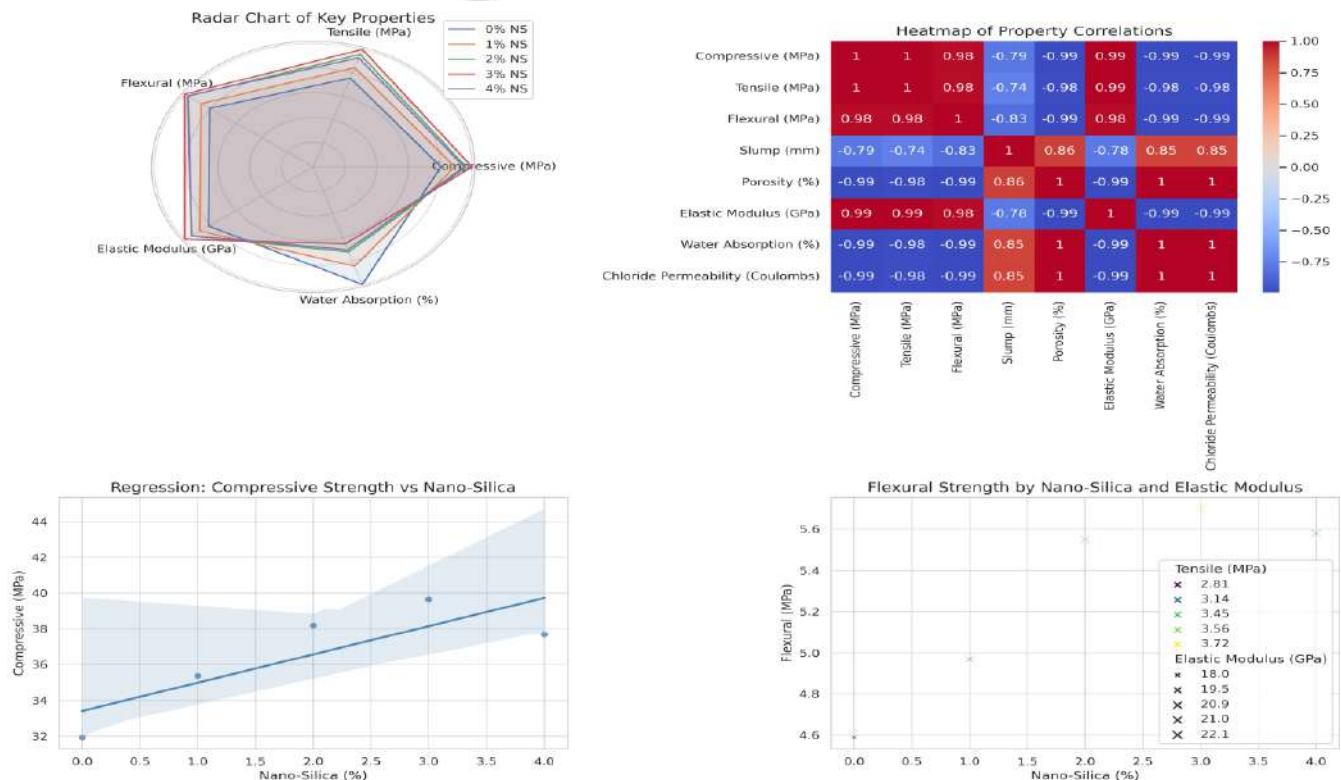 Radar Chart of Key Properties
Tensile (MPa)
0% NS
1% NS
2% NS
3% NS
4% NS
Flexural (MPa)
Compressive (MPa)
Elastic Modulus (GPa)
Water Absorption (%)
Heatmap of Property Correlations
Compressive (MPa) 1 1 0.98 -0.79 -0.99 0.99 -0.99 -0.99
Tensile (MPa) 1 1 0.98 -0.74 -0.98 0.99 -0.98 -0.98
Flexural (MPa) 0.98 0.98 1 -0.83 -0.99 0.98 -0.99 -0.99
Slump (mm) -0.79 -0.74 -0.83 1 0.86 -0.78 0.85 0.85
Porosity (%) -0.99 -0.98 -0.99 0.86 1 -0.99 1 1
Elastic Modulus (GPa) 0.99 0.99 0.98 -0.78 -0.99 1 -0.99 -0.99
Water Absorption (%) -0.99 -0.98 -0.99 0.85 1 -0.99 1 1
Chloride Permeability (Coulombs) -0.99 -0.98 -0.99 0.85 1 -0.99 1 1
Compressive (MPa)
Tensile (MPa)
Flexural (MPa)
Slump (mm)
Porosity (%)
Elastic Modulus (GPa)
Water Absorption (%)
Chloride Permeability (Coulombs)
1.00
0.75
0.50
0.25
0.00
−0.25
−0.50
−0.75
Regression: Compressive Strength vs Nano-Silica
Compressive (MPa)
44
42
40
38
36
34
32
0.0 0.5 1.0 1.5 2.0 2.5 3.0 3.5 4.0
Nano-Silica (%)
Flexural Strength by Nano-Silica and Elastic Modulus
Flexural (MPa)
5.6
5.4
5.2
5.0
4.8
4.6
Tensile (MPa)
2.81
3.14
3.45
3.56
3.72
Elastic Modulus (GPa)
18.0
19.5
20.9
21.0
22.1
0.0 0.5 1.0 1.5 2.0 2.5 3.0 3.5 4.0
Nano-Silica (%)